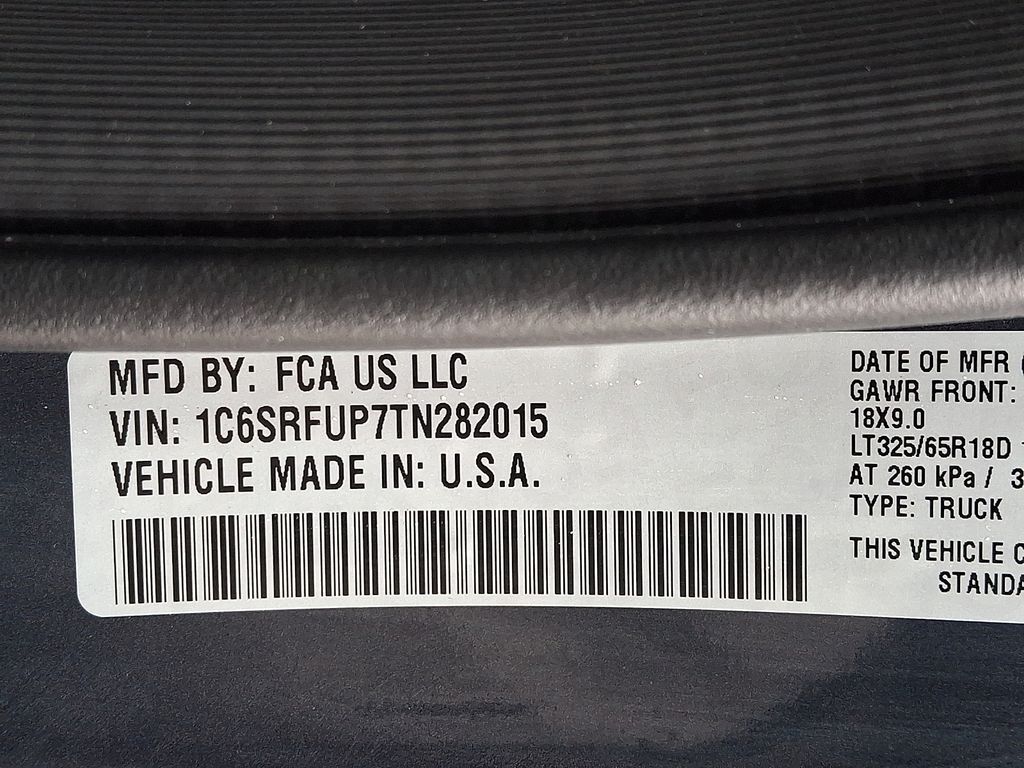 MFD BY: FCA US LLC
VIN: 1C6SRFUP7TN282015
VEHICLE MADE IN: U.S.A.
DATE OF MFR
GAWR FRONT:
18X9.0
LT325/65R18D
AT 260 kPa / 3
TYPE: TRUCK
THIS VEHICLE C
STANDA